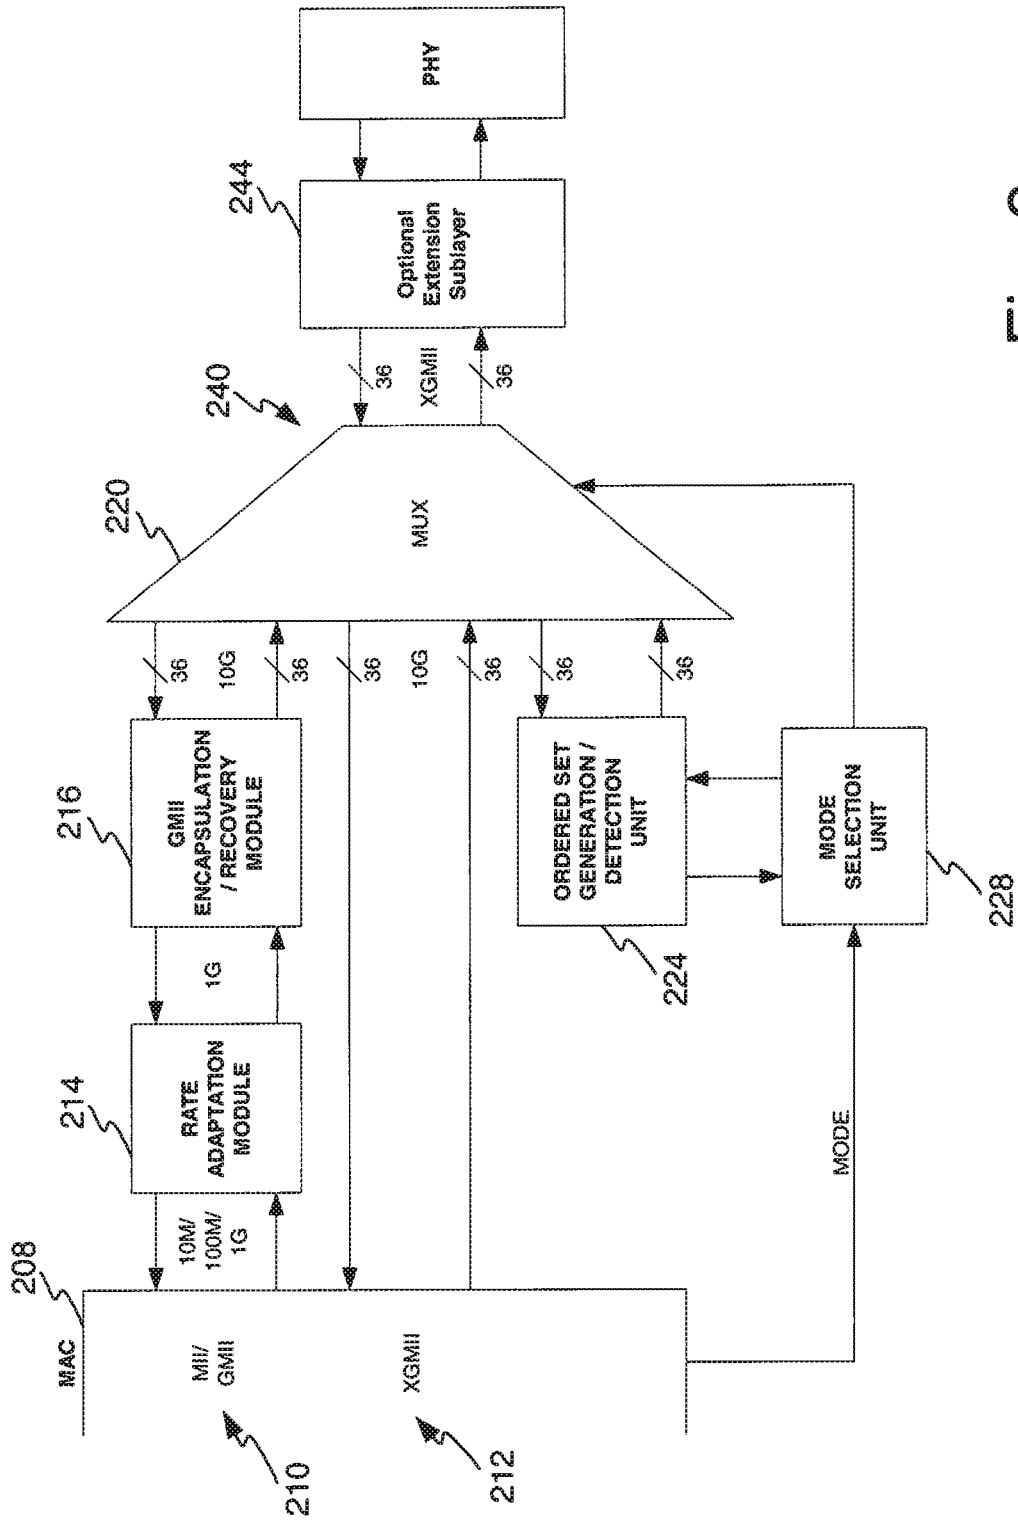 MAC
208
MII/
GMII
210
XGMII
212
10M/
100M/
1G
214
RATE
ADAPTATION
MODULE
1G
216
GMII
ENCAPSULATION
/ RECOVERY
MODULE
36
10G
36
36
10G
36
36
36
ORDERED SET
GENERATION /
DETECTION
UNIT
224
MODE
MODE
SELECTION
UNIT
228
220
MUX
240
36
XGMII
36
244
Optional
Extension
Sublayer
PHY